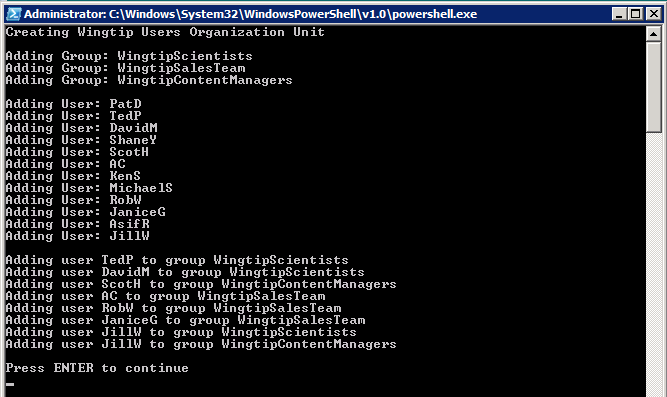 Administrator: C:\Windows\System32\WindowsPowerShell\v1.0\powershell.exe
Creating Wingtip Users Organization Unit
Adding Group: WingtipScientists
Adding Group: WingtipSalesTeam
Adding Group: WingtipContentManagers
Adding User: PatD
Adding User: TedP
Adding User: DavidM
Adding User: ShaneY
Adding User: ScotH
Adding User: AC
Adding User: KenS
Adding User: MichaelS
Adding User: RobW
Adding User: JaniceG
Adding User: AsifR
Adding User: JillW
Adding user TedP to group WingtipScientists
Adding user DavidM to group WingtipScientists
Adding user ScotH to group WingtipContentManagers
Adding user AC to group WingtipSalesTeam
Adding user RobW to group WingtipSalesTeam
Adding user JaniceG to group WingtipSalesTeam
Adding user JillW to group WingtipScientists
Adding user JillW to group WingtipContentManagers
Press ENTER to continue